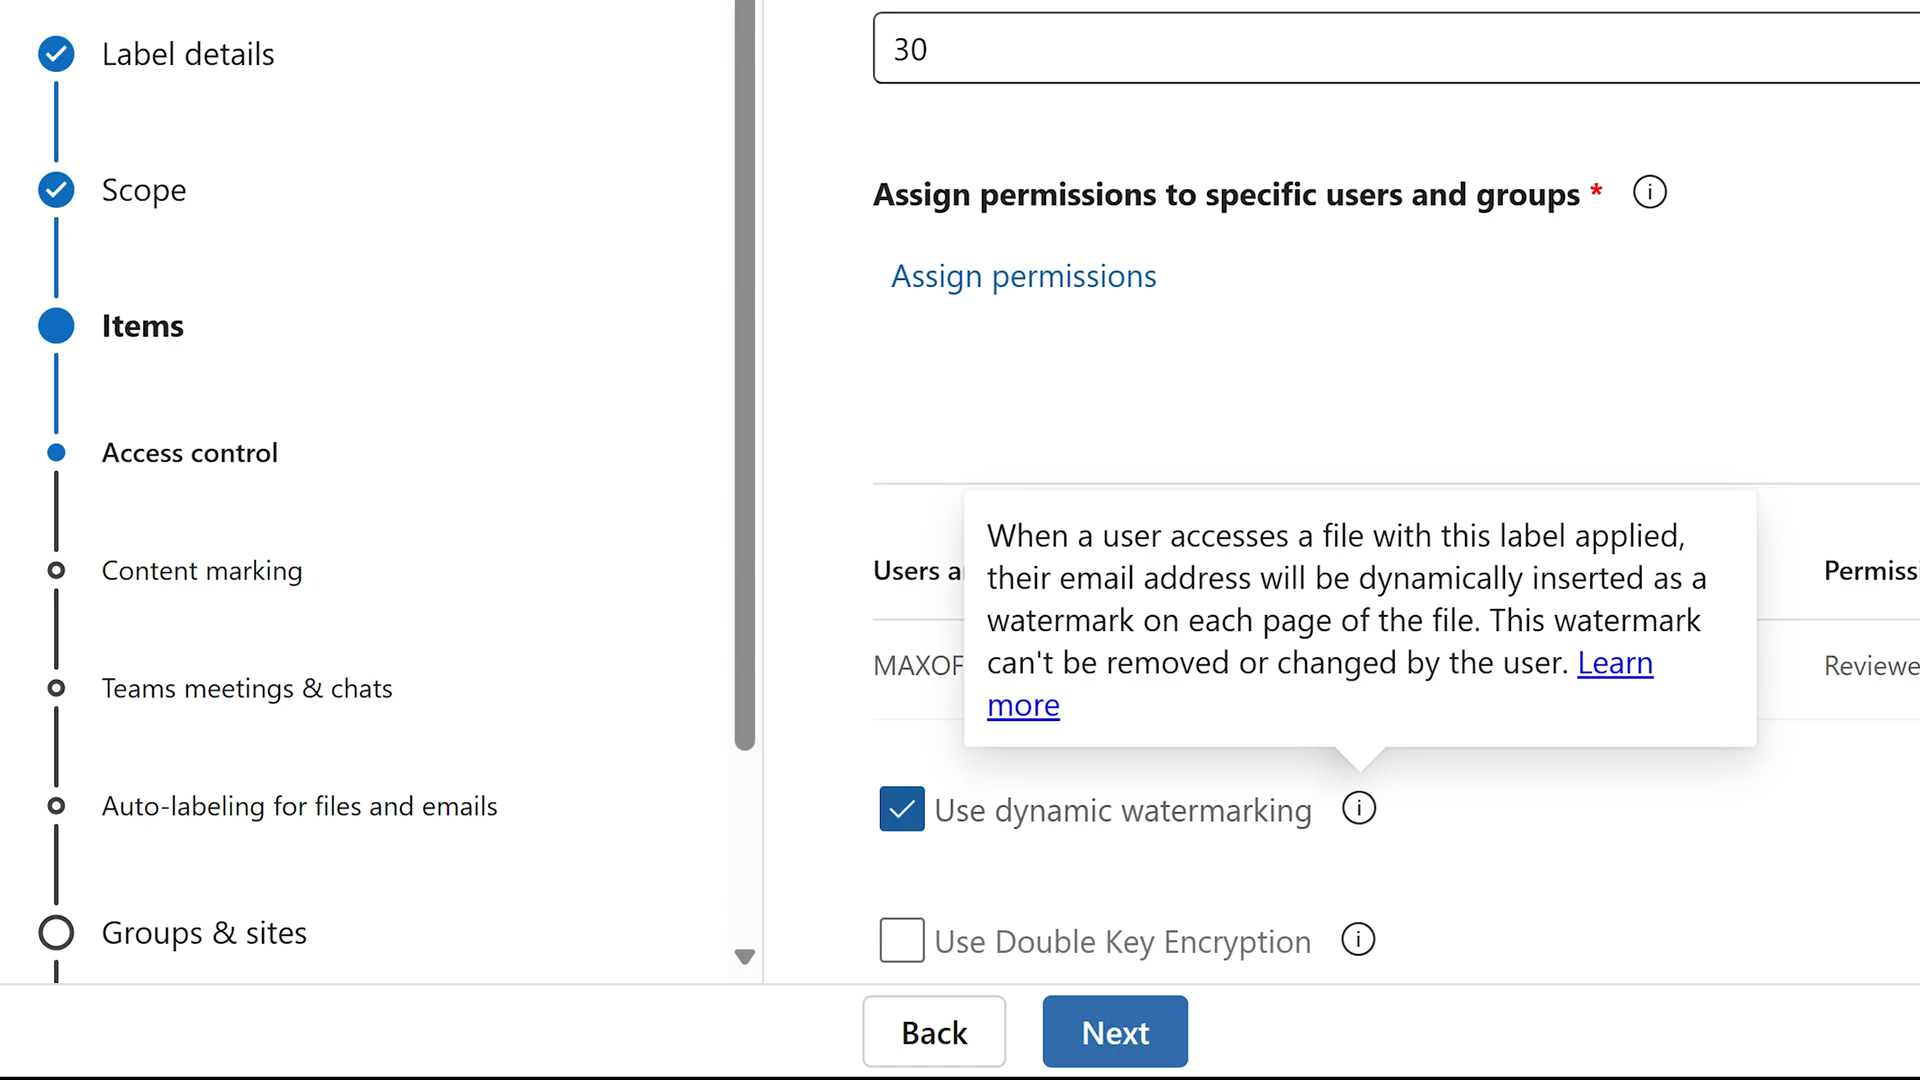 Label details
Scope
Items
Access control
Content marking
Teams meetings & chats
Auto-labeling for files and emails
Groups & sites
30
Assign permissions to specific users and groups *
Assign permissions
When a user accesses a file with this label applied,
their email address will be dynamically inserted as a
watermark on each page of the file. This watermark
can't be removed or changed by the user. Learn
more
Users
Use dynamic watermarking
Use Double Key Encryption
Back
Next